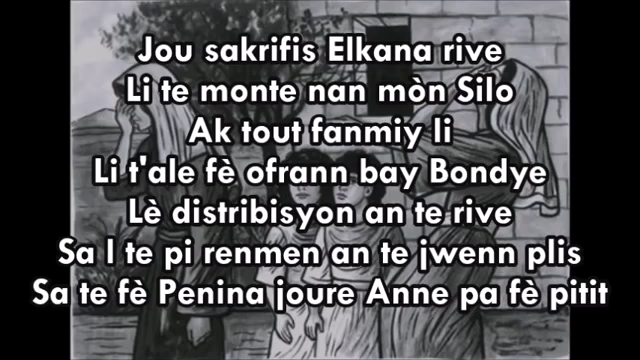 Jou sakrifis Elkana rive
Li te monte nan mòn Silo
Ak tout fanmiy li
Li t'ale fè ofrann bay Bondye
Lè distribisyon an te rive
Sa l te pi renmen an te jwenn plis
Sa te fè Penina joure Anne pa fè pitit